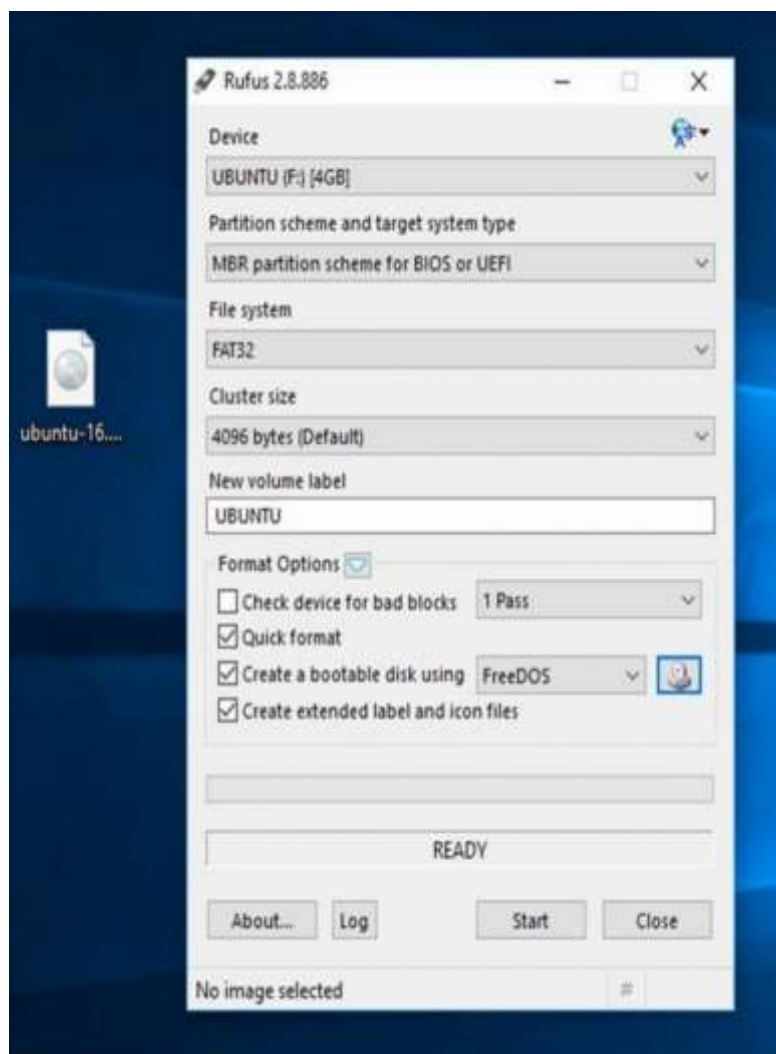 Rufus 2.8.886
Device
UBUNTU (F:) [4GB]
Partition scheme and target system type
MBR partition scheme for BIOS or UEFI
File system
FAT32
ubuntu-16....
Cluster size
4096 bytes (Default)
New volume label
UBUNTU
Format Options
Check device for bad blocks 1 Pass
Quick format
Create a bootable disk using FreeDOS
Create extended label and icon files
READY
About... Log Start Close
No image selected #